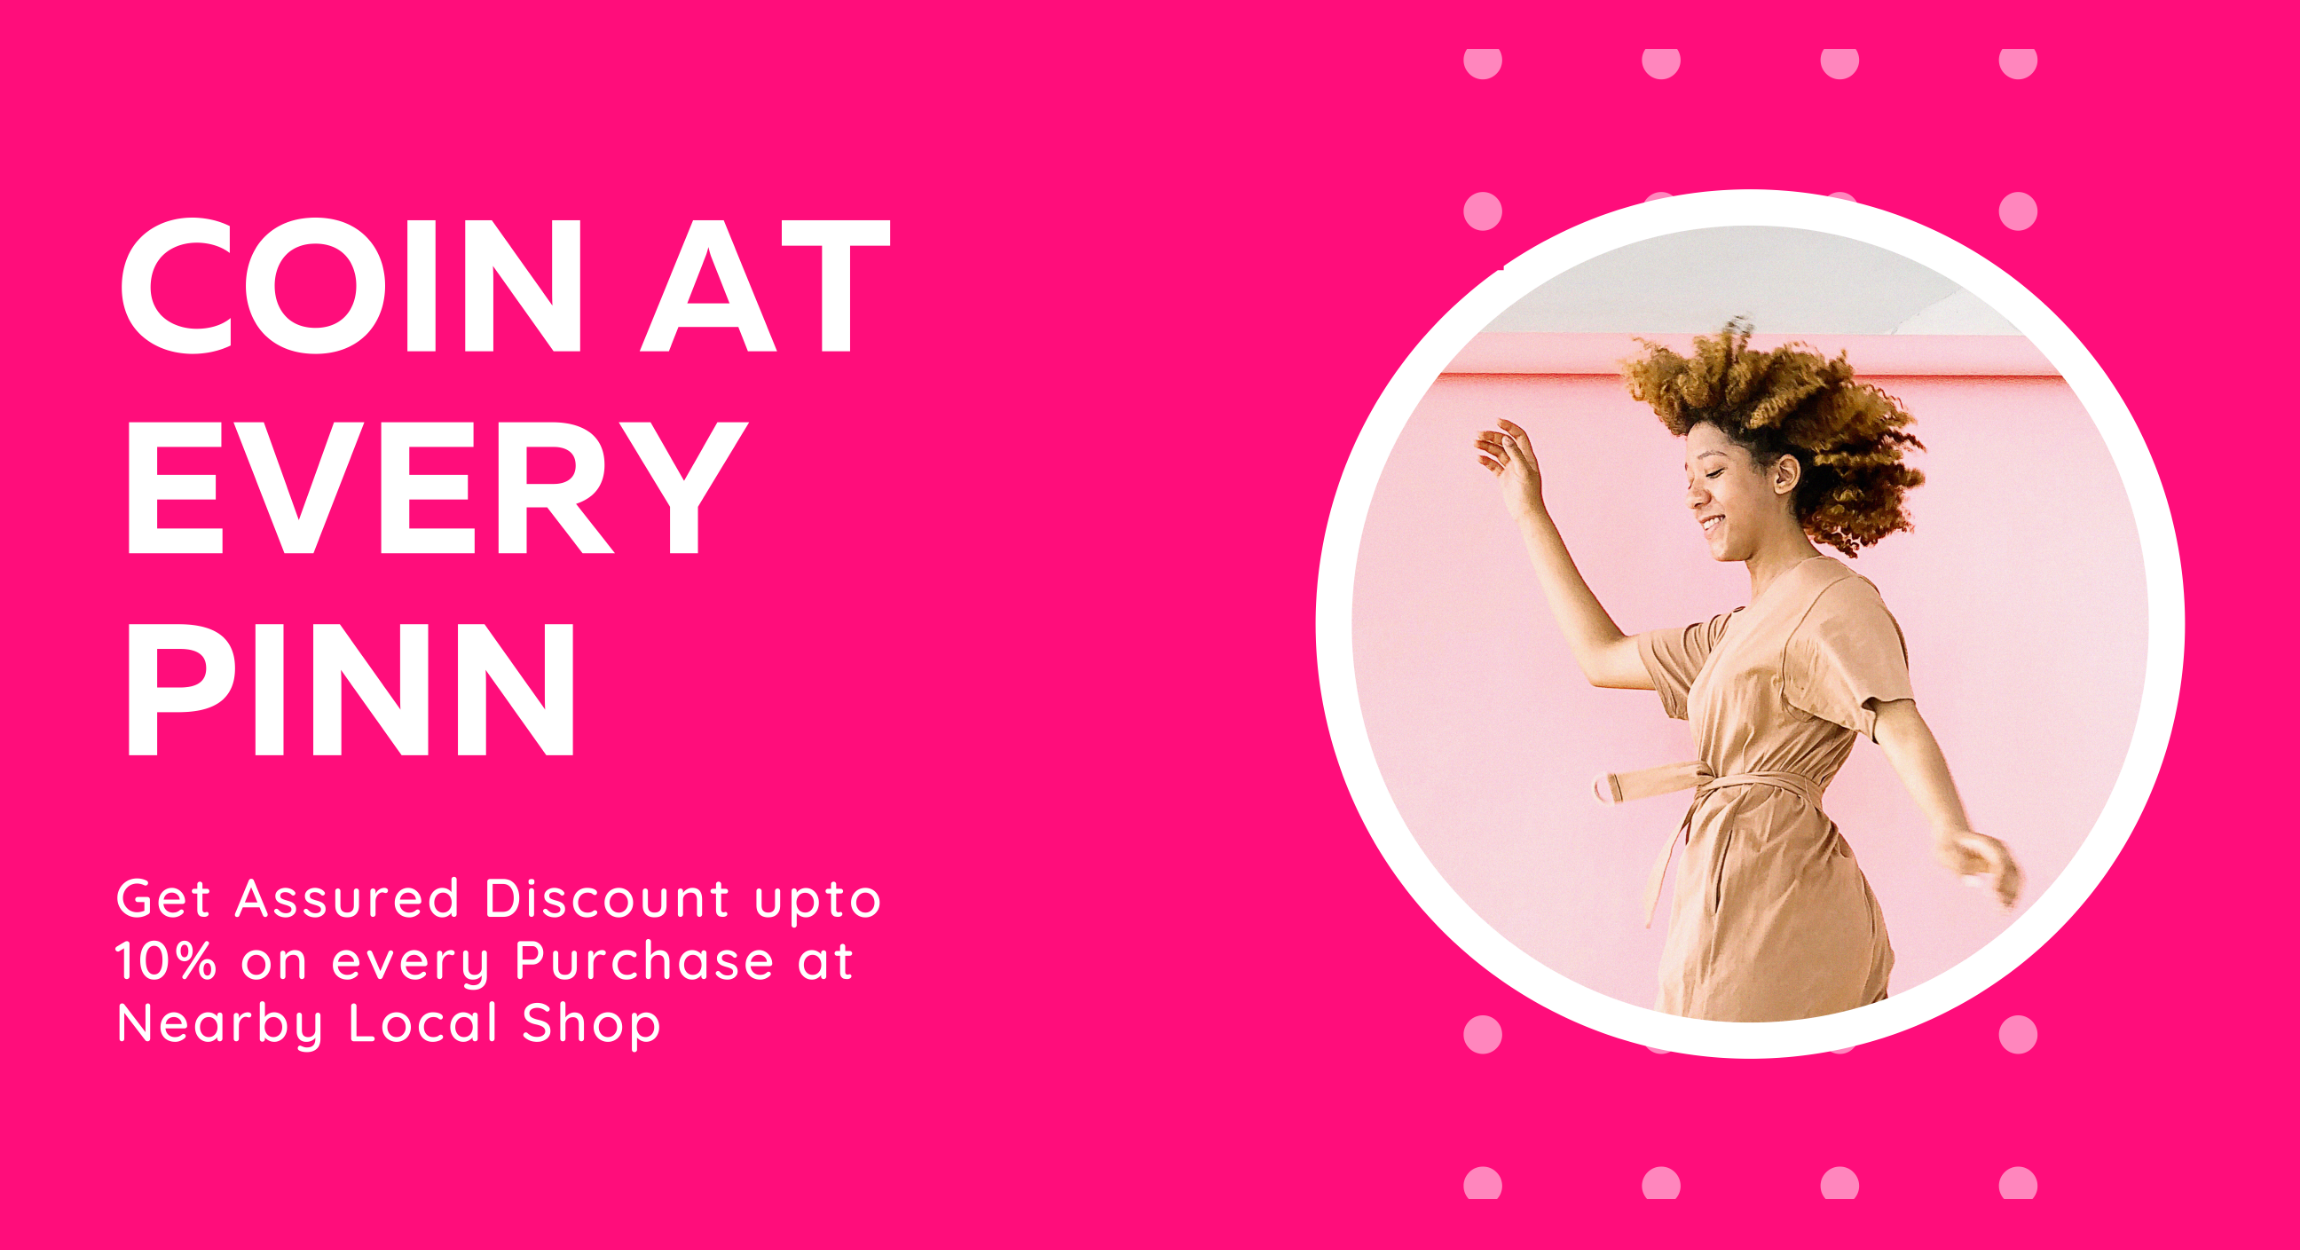 COIN AT
EVERY
PINN
Get Assured Discount upto
10% on every Purchase at
Nearby Local Shop